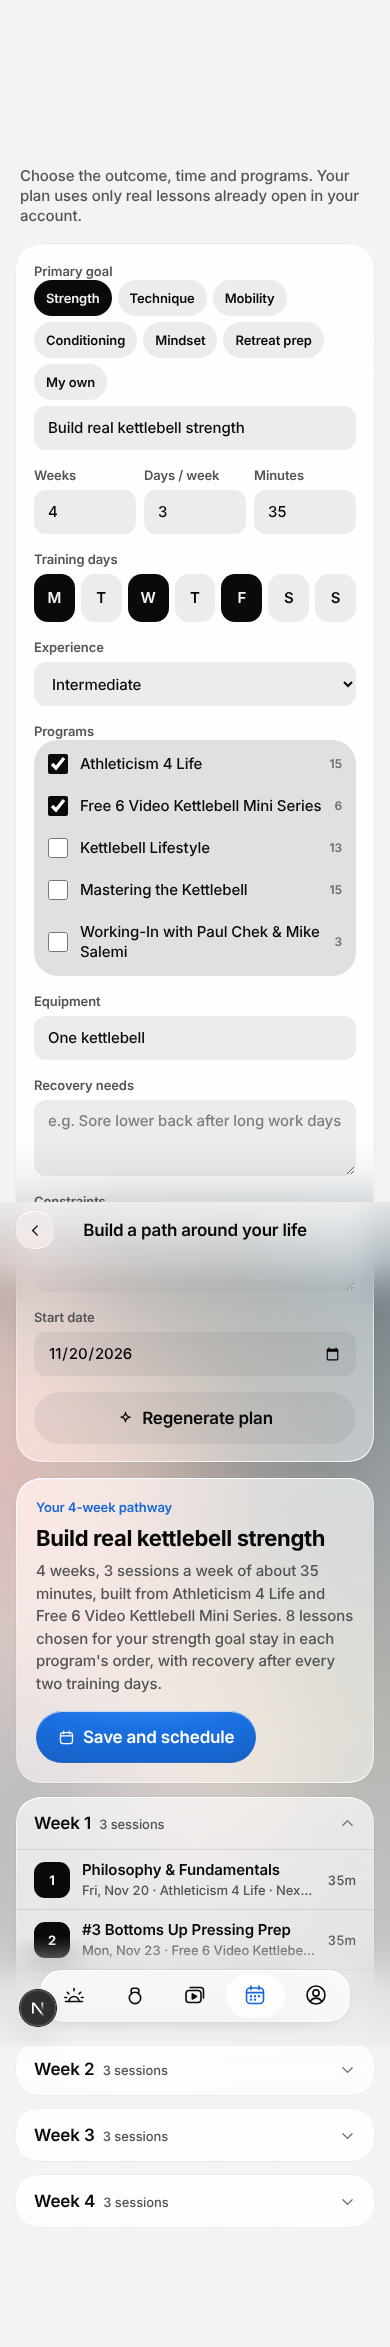 Choose the outcome, time and programs. Your
plan uses only real lessons already open in your
account.
Primary goal
Strength
Technique
Mobility
Conditioning
Mindset
Retreat prep
My own
Build real kettlebell strength
Weeks
Days / week
Minutes
4
3
35
Training days
M
T
W
T
F
S
S
Experience
Intermediate
Programs
Athleticism 4 Life 15
Free 6 Video Kettlebell Mini Series 6
Kettlebell Lifestyle 13
Mastering the Kettlebell 15
Working-In with Paul Chek & Mike
Salemi
3
Equipment
One kettlebell
Recovery needs
e.g. Sore lower back after long work days
Constraints
Build a path around your life
Start date
11/20/2026
Regenerate plan
Your 4-week pathway
Build real kettlebell strength
4 weeks, 3 sessions a week of about 35
minutes, built from Athleticism 4 Life and
Free 6 Video Kettlebell Mini Series. 8 lessons
chosen for your strength goal stay in each
program's order, with recovery after every
two training days.
Save and schedule
Week 1 3 sessions
1
Philosophy & Fundamentals
Fri, Nov 20 · Athleticism 4 Life · Nex...
35m
2
#3 Bottoms Up Pressing Prep
Mon, Nov 23 · Free 6 Video Kettlebe...
35m
N
Week 2 3 sessions
Week 3 3 sessions
Week 4 3 sessions